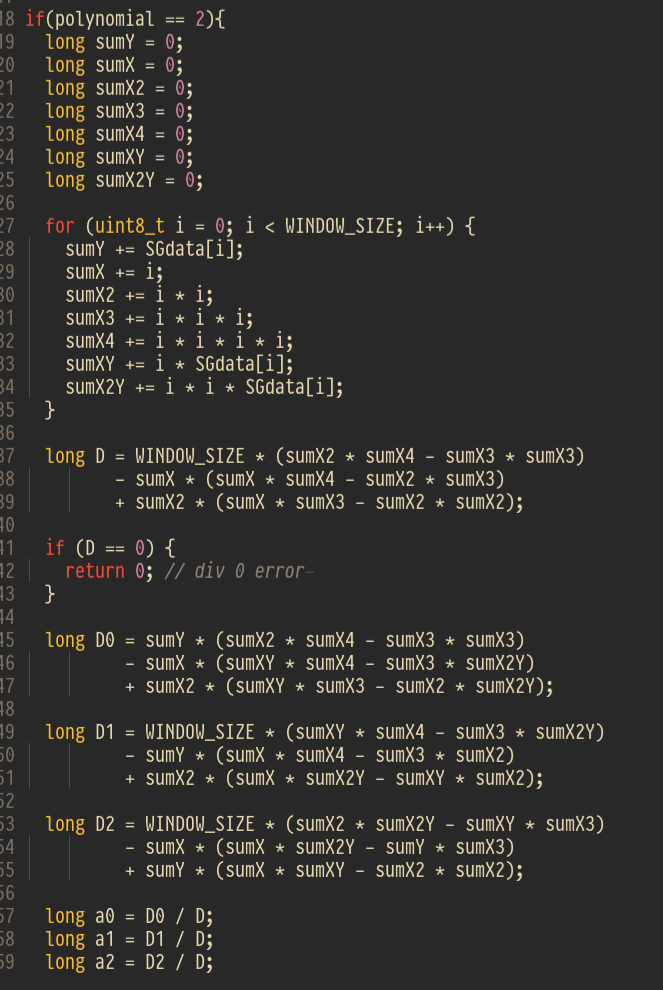 18 if(polynomial == 2){
19 long sumY = 0;
20 long sumX = 0;
21 long sumX2 = 0;
22 long sumX3 = 0;
23 long sumX4 = 0;
24 long sumXY = 0;
25 long sumX2Y = 0;
26
27 for (uint8_t i = 0; i < WINDOW_SIZE; i++) {
28 sumY += SGdata[i];
29 sumX += i;
30 sumX2 += i * i;
31 sumX3 += i * i * i;
32 sumX4 += i * i * i * i;
33 sumXY += i * SGdata[i];
34 sumX2Y += i * i * SGdata[i];
35 }
36
37 long D = WINDOW_SIZE * (sumX2 * sumX4 - sumX3 * sumX3)
38 - sumX * (sumX * sumX4 - sumX2 * sumX3)
39 + sumX2 * (sumX * sumX3 - sumX2 * sumX2);
40
41 if (D == 0) {
42 return 0; // div 0 error-
43 }
44
45 long D0 = sumY * (sumX2 * sumX4 - sumX3 * sumX3)
46 - sumX * (sumXY * sumX4 - sumX3 * sumX2Y)
47 + sumX2 * (sumXY * sumX3 - sumX2 * sumX2Y);
48
49 long D1 = WINDOW_SIZE * (sumXY * sumX4 - sumX3 * sumX2Y)
50 - sumY * (sumX * sumX4 - sumX3 * sumX2)
51 + sumX2 * (sumX * sumX2Y - sumXY * sumX2);
52
53 long D2 = WINDOW_SIZE * (sumX2 * sumX2Y - sumXY * sumX3)
54 - sumX * (sumX * sumX2Y - sumY * sumX3)
55 + sumY * (sumX * sumXY - sumX2 * sumX2);
56
57 long a0 = D0 / D;
58 long a1 = D1 / D;
59 long a2 = D2 / D;